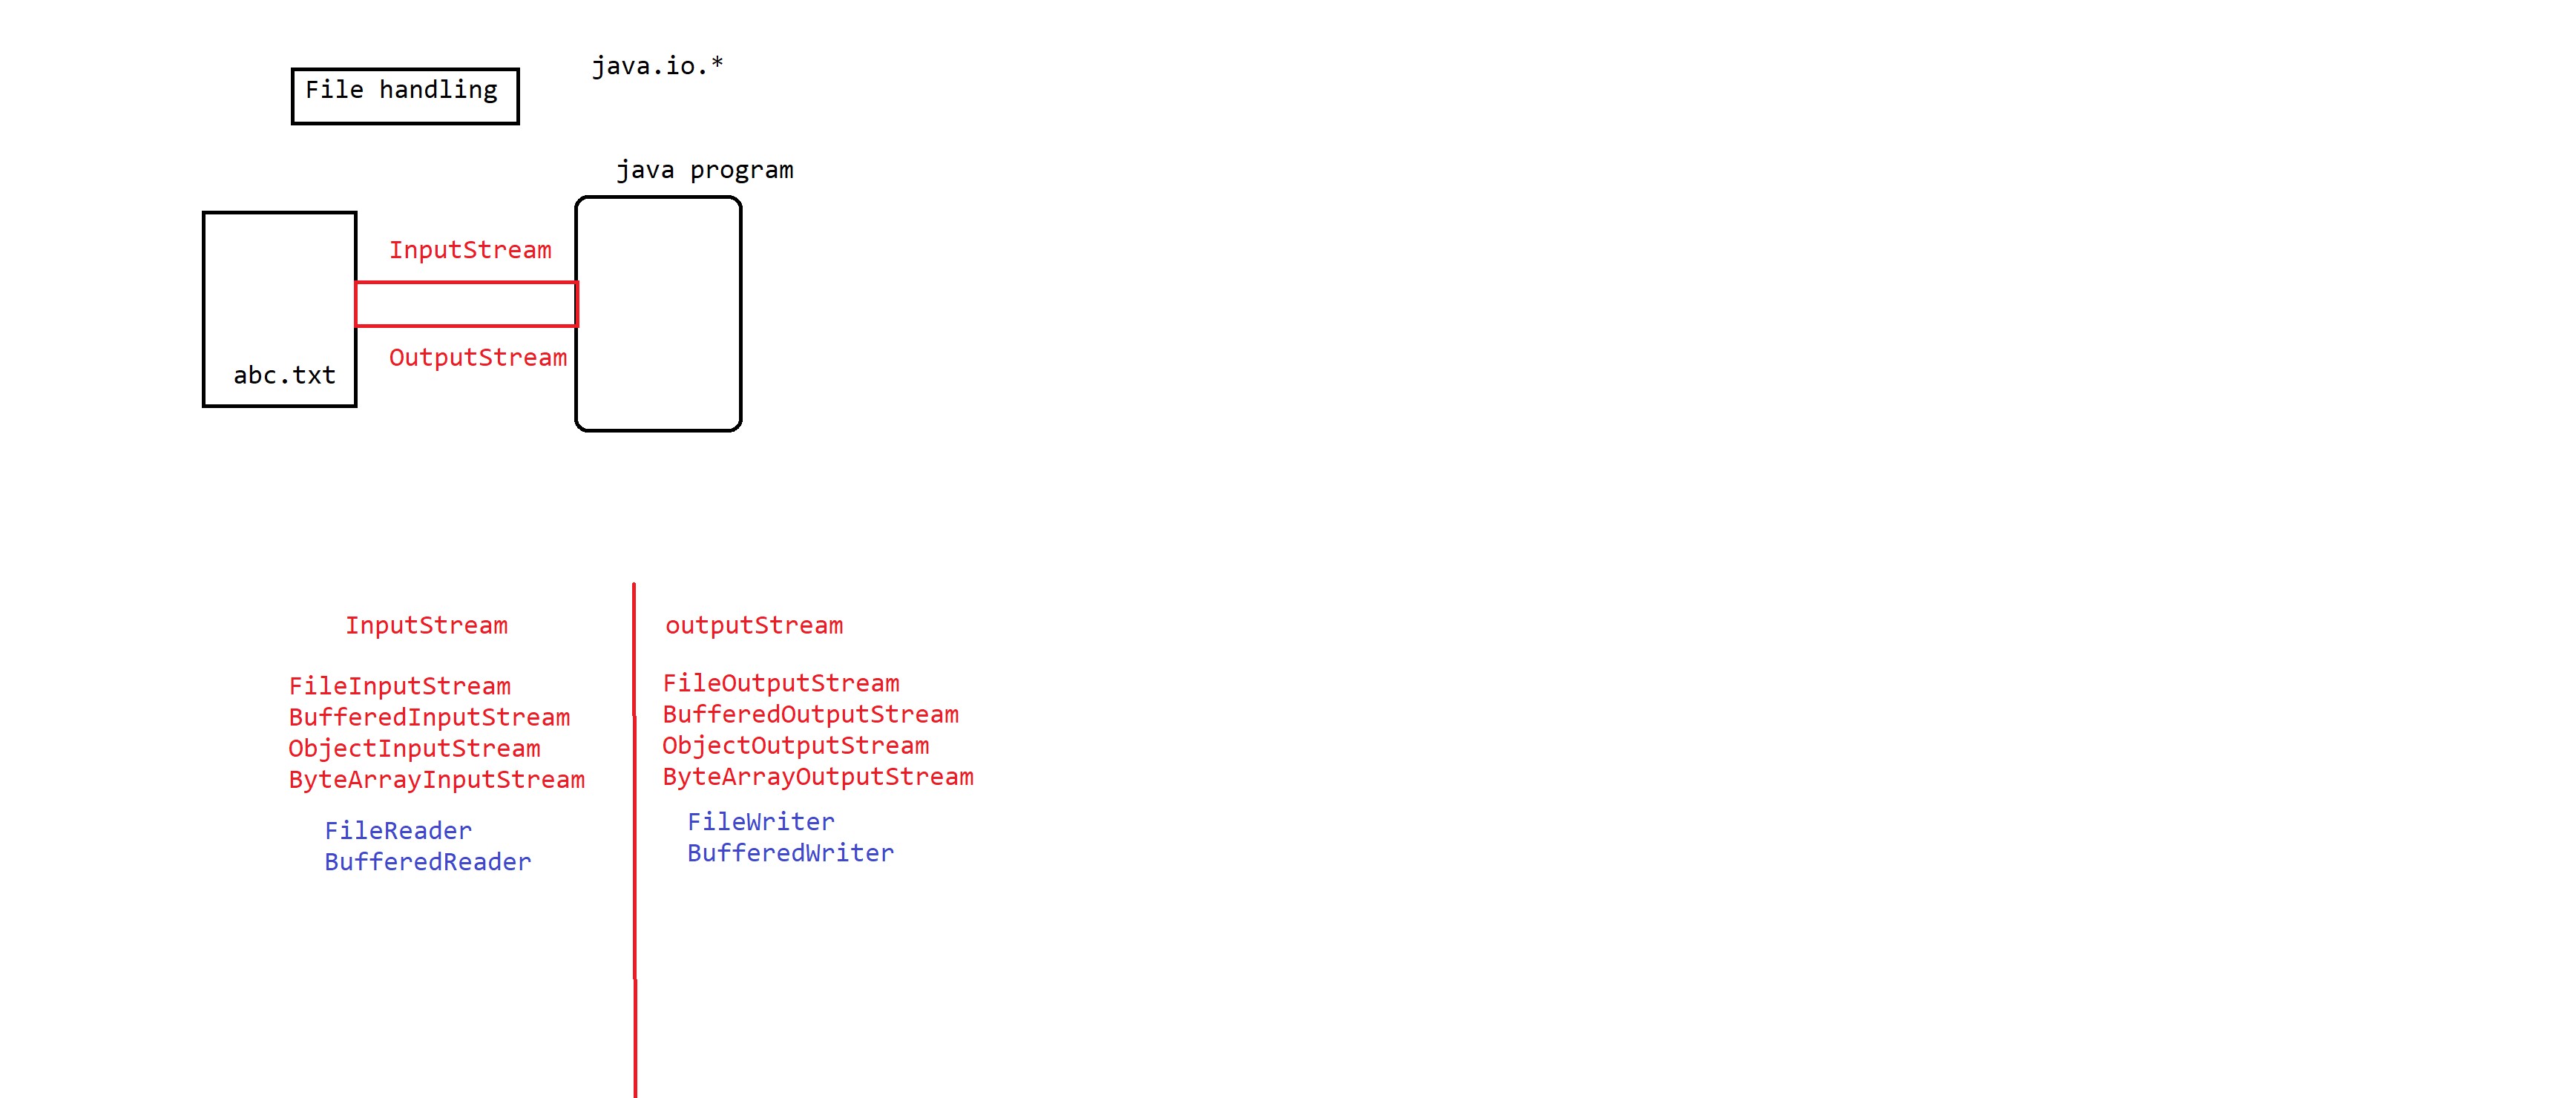 java.io.*
File handling
java program
InputStream
OutputStream
abc.txt
InputStream
FileInputStream
BufferedInputStream
ObjectInputStream
ByteArrayInputStream
FileReader
BufferedReader
outputStream
FileOutputStream
BufferedOutputStream
ObjectOutputStream
ByteArrayOutputStream
FileWriter
BufferedWriter